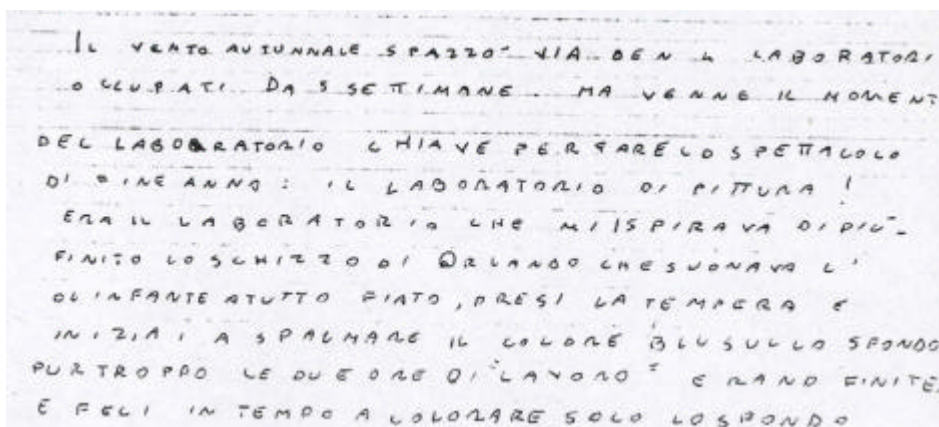 IL VENTO AUTUNNALE SPAZZO' VIA BEN 4 LABORATORI
OCCUPATI DA 5 SETTIMANE. MA VENNE IL MOMENT
DEL LABORATORIO CHIAVE PER FARE LO SPETTACOLO
DI FINE ANNO: IL LABORATORIO DI PITTURA!
ERA IL LABORATORIO CHE MI ISPIRAVA DI PIU'.
FINITO LO SCHIZZO DI ORLANDO CHE SUONAVA L'
OLINFANTE A TUTTO FIATO, PRESI LA TEMPERA E
INIZIAI A SPALMARE IL COLORE BLU SULLO SFONDO
PURTROPPO LE DUE ORE DI "LAVORO" ERANO FINITE
E FECI IN TEMPO A COLORARE SOLO LO SFONDO